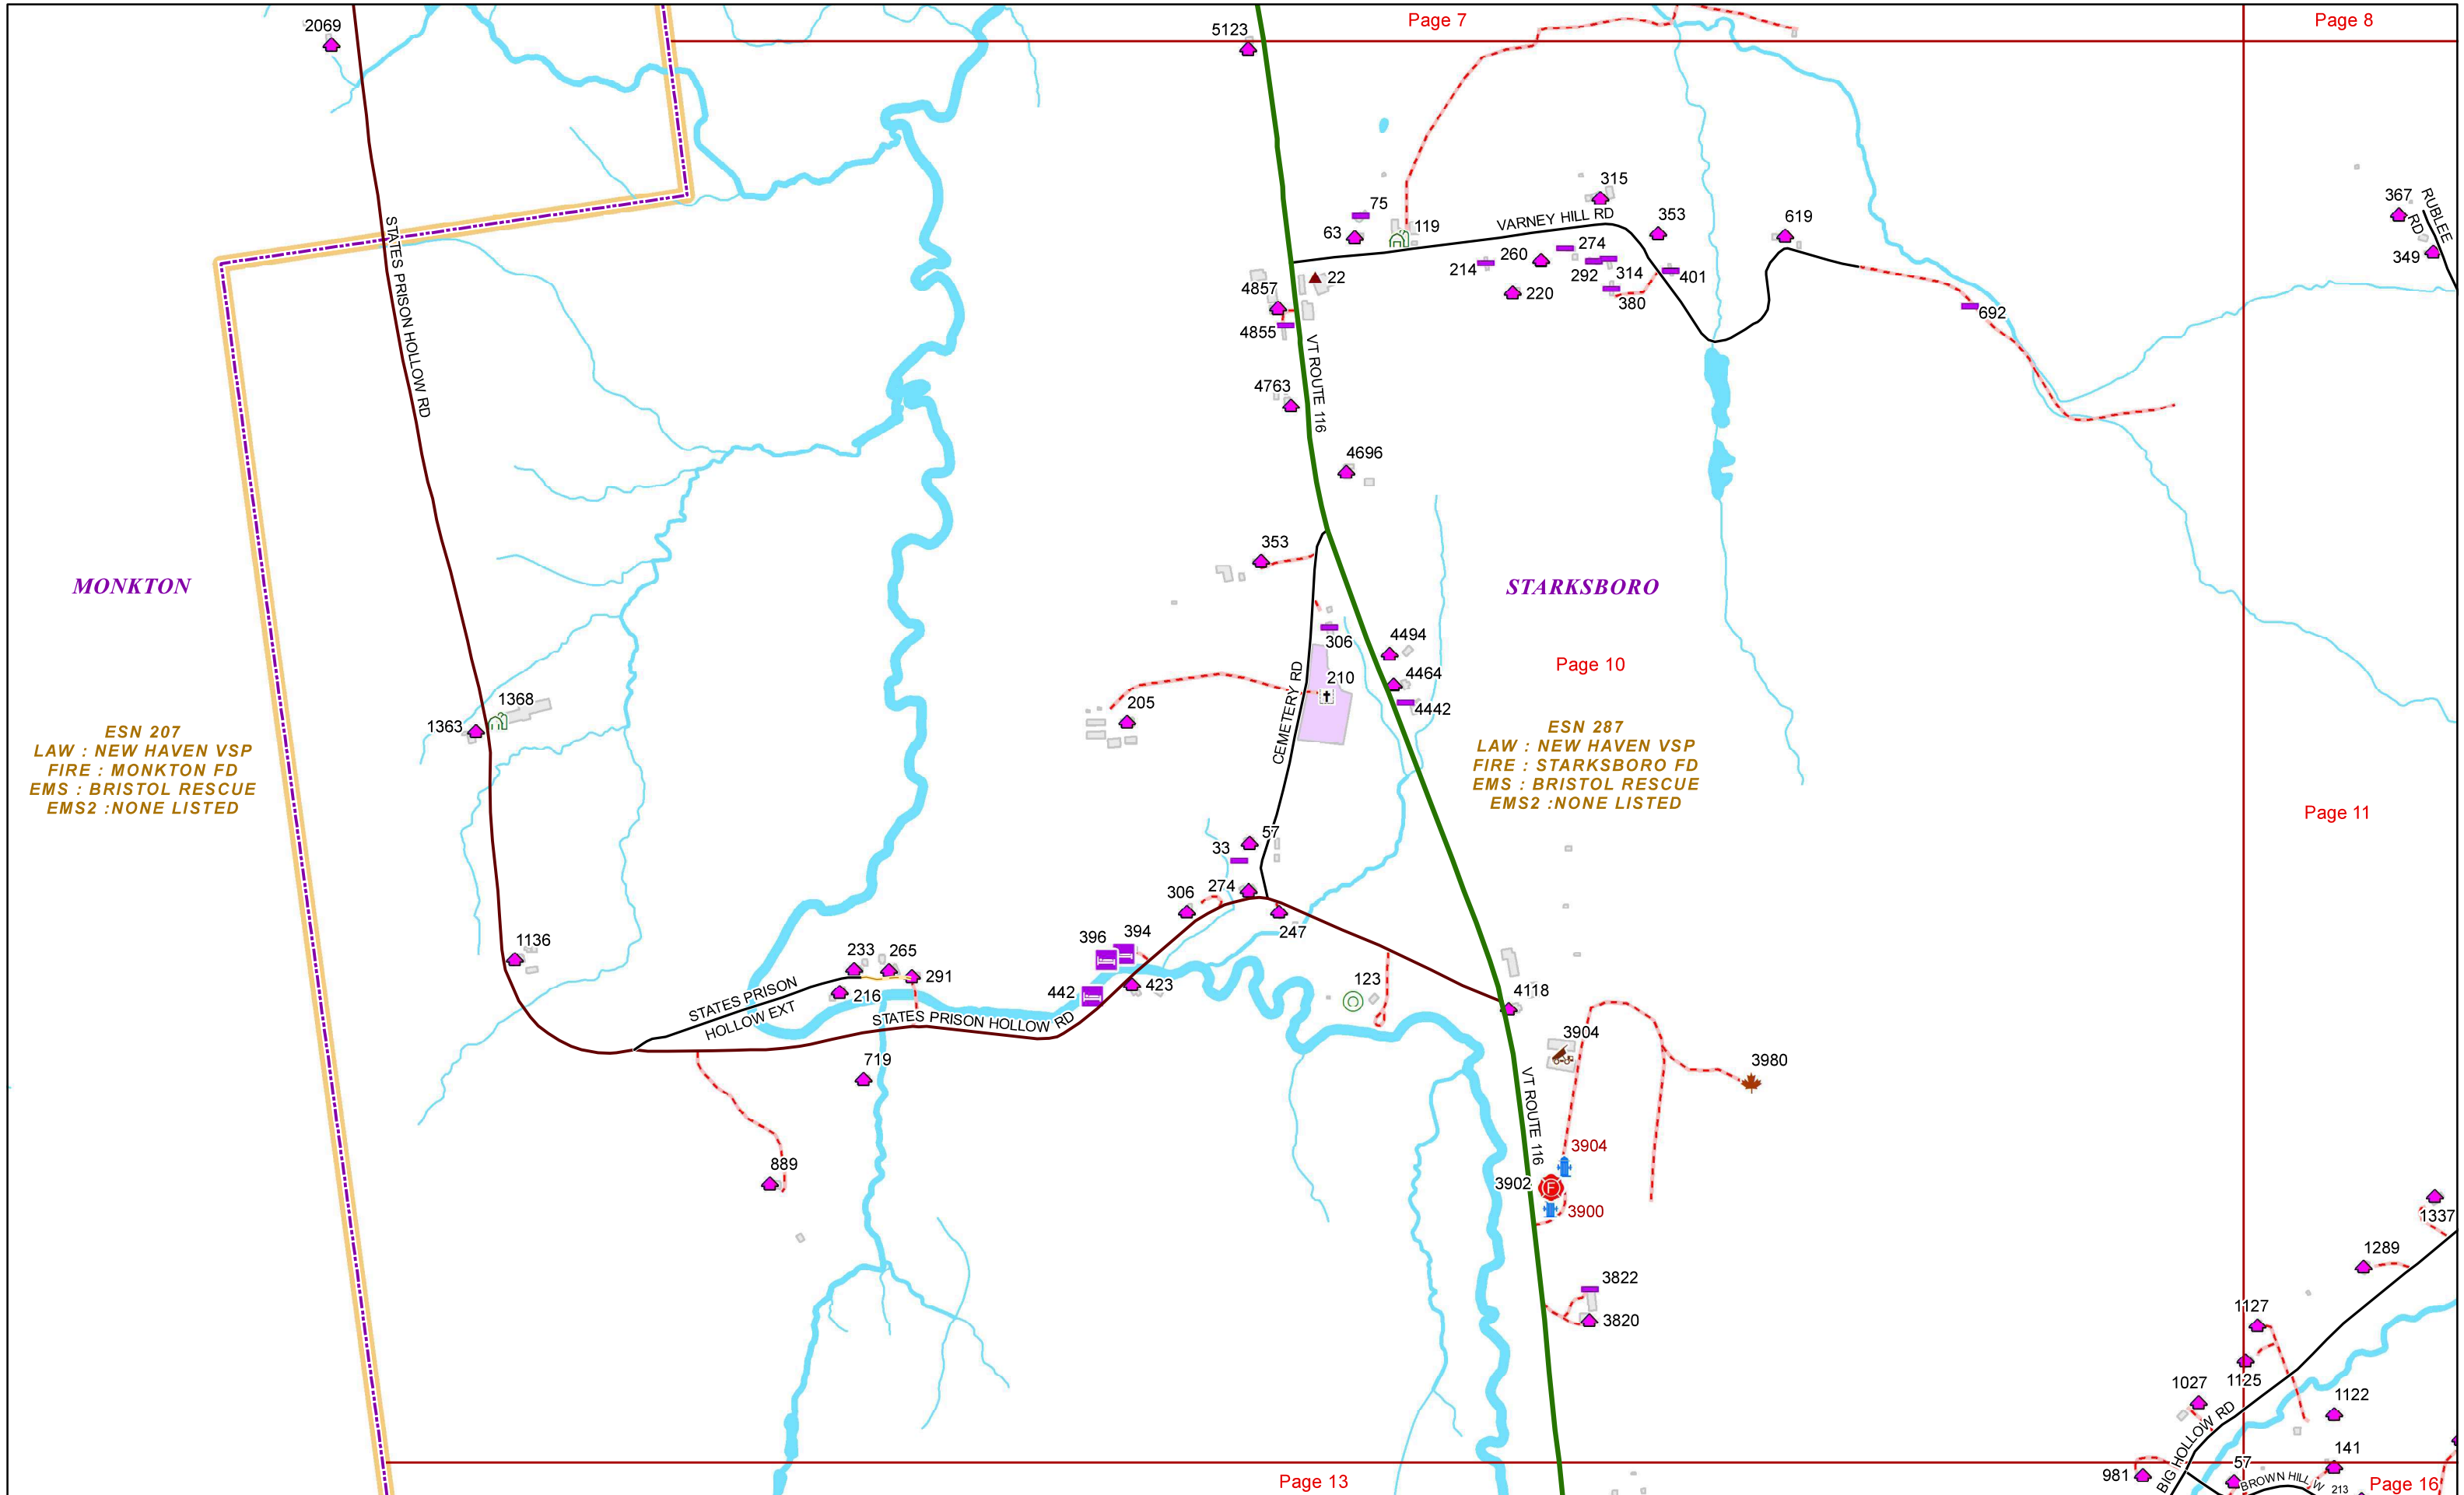 Page 7
Page 8
2069
5123
315
367
RUBLEE
RD
75
353
619
VARNEY HILL RD
63
119
349
260
274
214
22
292
314
401
4857
220
380
692
4855
STATES PRISON HOLLOW RD
VT ROUTE 116
4763
4696
353
MONKTON
STARKSBORO
306
4494
Page 10
4464
210
4442
1368
205
1363
CEMETERY RD
ESN 207
LAW : NEW HAVEN VSP
FIRE : MONKTON FD
EMS : BRISTOL RESCUE
EMS2 :NONE LISTED
ESN 287
LAW : NEW HAVEN VSP
FIRE : STARKSBORO FD
EMS : BRISTOL RESCUE
EMS2 :NONE LISTED
Page 11
57
33
274
306
247
1136
396
394
233
265
291
123
216
442
423
4118
STATES PRISON
HOLLOW EXT
STATES PRISON HOLLOW RD
3904
719
3980
VT ROUTE 116
3904
889
3902
3900
1337
1289
3822
1127
3820
1125
1027
1122
BIG HOLLOW RD
141
981
57
BROWN HILL W
213
Page 13
Page 16